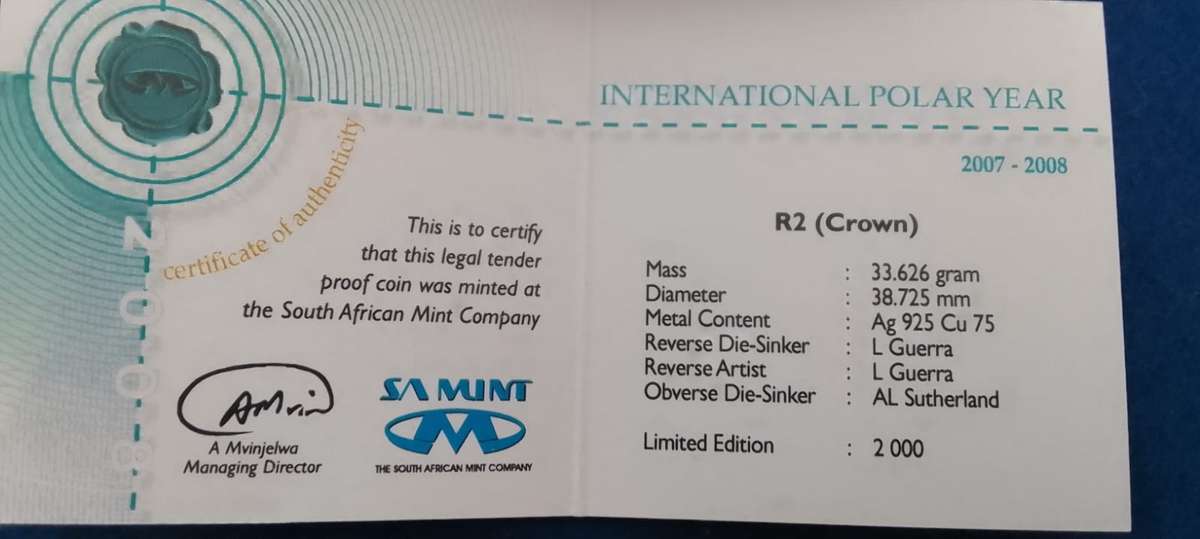 certificate of authenticity
2008
This is to certify
that this legal tender
proof coin was minted at
the South African Mint Company
A Mvinjelwa
Managing Director
SA MINT
THE SOUTH AFRICAN MINT COMPANY
INTERNATIONAL POLAR YEAR
2007 - 2008
R2 (Crown)
Mass : 33.626 gram
Diameter : 38.725 mm
Metal Content : Ag 925 Cu 75
Reverse Die-Sinker : L Guerra
Reverse Artist : L Guerra
Obverse Die-Sinker : AL Sutherland
Limited Edition : 2 000